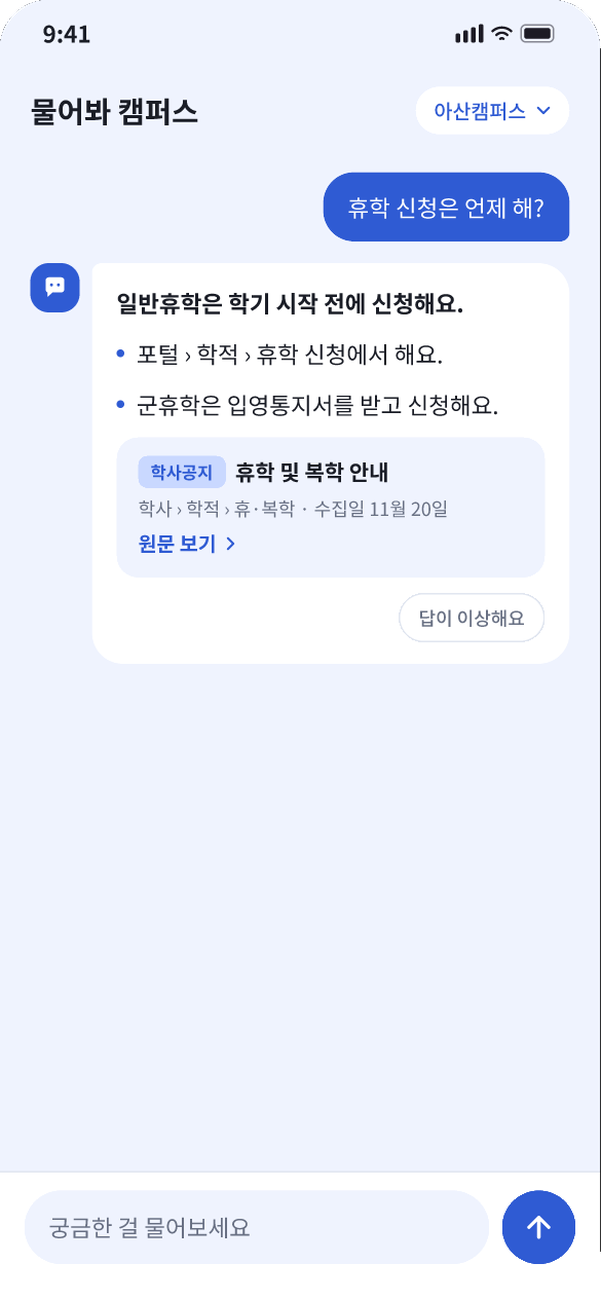 9:41
물어봐 캠퍼스
아산캠퍼스
휴학 신청은 언제 해?
일반휴학은 학기 시작 전에 신청해요.
• 포털 › 학적 › 휴학 신청에서 해요.
• 군휴학은 입영통지서를 받고 신청해요.
학사공지 휴학 및 복학 안내
학사 › 학적 › 휴·복학 · 수집일 11월 20일
원문 보기
답이 이상해요
궁금한 걸 물어보세요